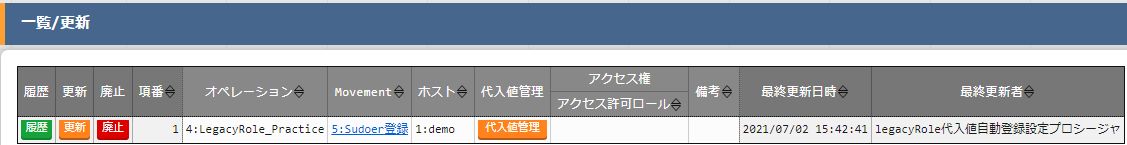 一覧/更新
履歴 更新 廃止 項番 オペレーション Movement ホスト 代入値管理 アクセス権 備考 最終更新日時 最終更新者
アクセス許可ロール
履歴 更新 廃止 1 4:LegacyRole_Practice 5:Sudoer登録 1:demo 代入値管理 2021/07/02 15:42:41 legacyRole代入値自動登録設定プロシージャ